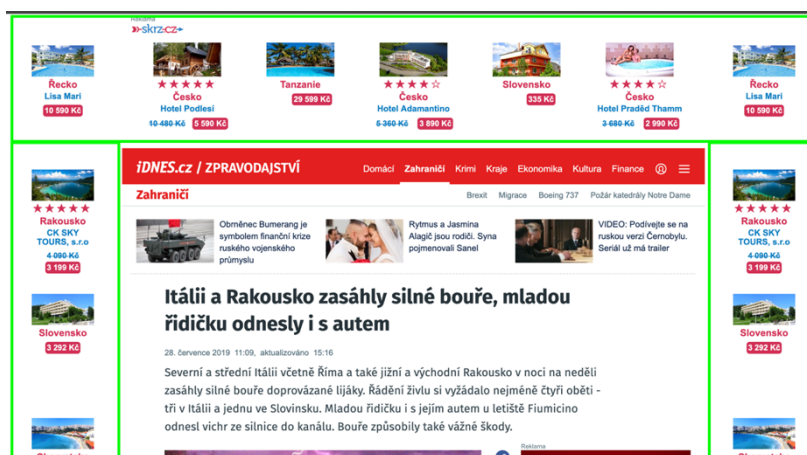 Reklama
skrz.cz
Řecko
Lisa Mari
10 590 Kč
★★★★★
Česko
Hotel Podlesí
10 480 Kč 5 590 Kč
Tanzanie
29 599 Kč
★★★★☆
Česko
Hotel Adamantino
5 360 Kč 3 890 Kč
Slovensko
335 Kč
★★★★☆
Česko
Hotel Praděd Thamm
3 680 Kč 2 990 Kč
Řecko
Lisa Mari
10 590 Kč
★★★★★
Rakousko
CK SKY
TOURS, s.r.o
4 090 Kč
3 199 Kč
Slovensko
3 292 Kč
iDNES.cz / ZPRAVODAJSTVÍ
Domácí Zahraničí Krimi Kraje Ekonomika Kultura Finance
Zahraničí
Brexit Migrace Boeing 737 Požár katedrály Notre Dame
Obrněnec Bumerang je
symbolem finanční krize
ruského vojenského
průmyslu
Rytmus a Jasmina
Alagič jsou rodiči. Syna
pojmenovali Sanel
VIDEO: Podívejte se na
ruskou verzi Černobylu.
Seriál už má trailer
Itálii a Rakousko zasáhly silné bouře, mladou
řidičku odnesly i s autem
28. července 2019 11:09, aktualizováno 15:16
Severní a střední Itálii včetně Říma a také jižní a východní Rakousko v noci na neděli
zasáhly silné bouře doprovázané lijáky. Řádění živlu si vyžádalo nejméně čtyři oběti -
tři v Itálii a jednu ve Slovinsku. Mladou řidičku i s jejím autem u letiště Fiumicino
odnesl vichr ze silnice do kanálu. Bouře způsobily také vážné škody.
Reklama
★★★★★
Rakousko
CK SKY
TOURS, s.r.o
4 090 Kč
3 199 Kč
Slovensko
3 292 Kč